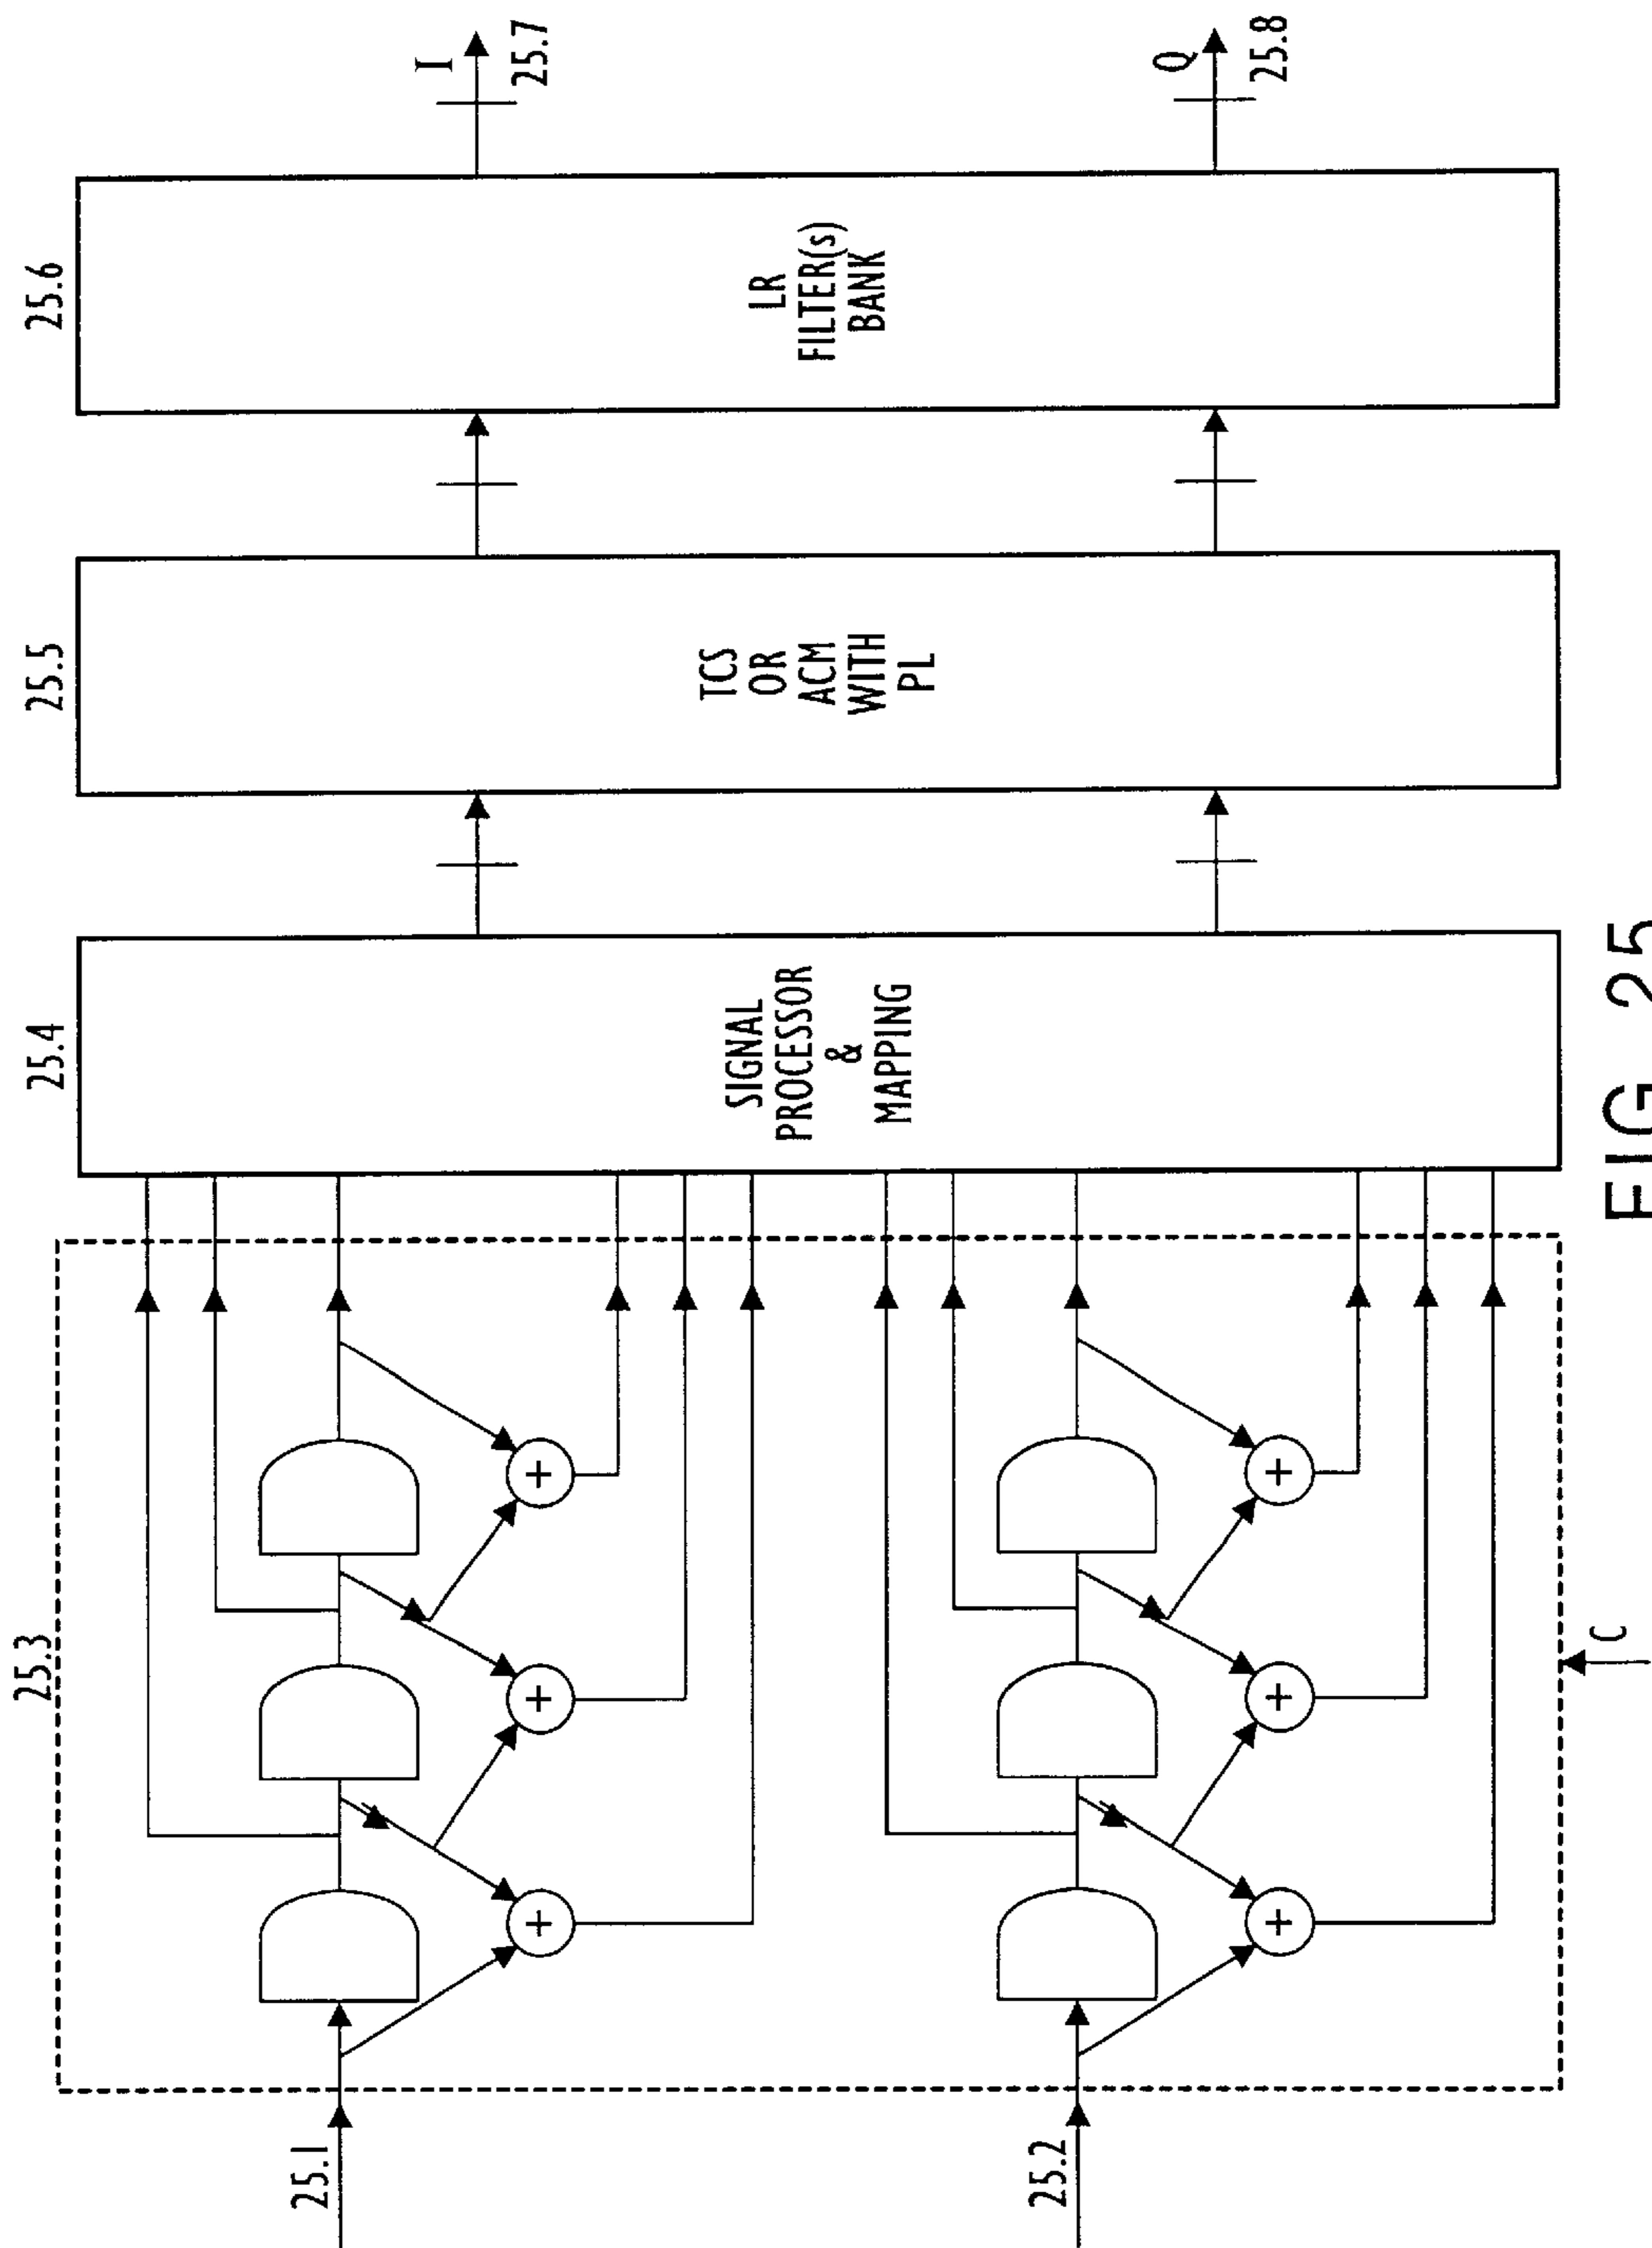 25.1
25.2
25.3
+
+
+
+
+
+
C
25.4
SIGNAL
PROCESSOR
&
MAPPING
25.5
TCS
OR
ACM
WITH
PL
25.6
LR
FILTER(s)
BANK
I
25.7
Q
25.8
FIG 25